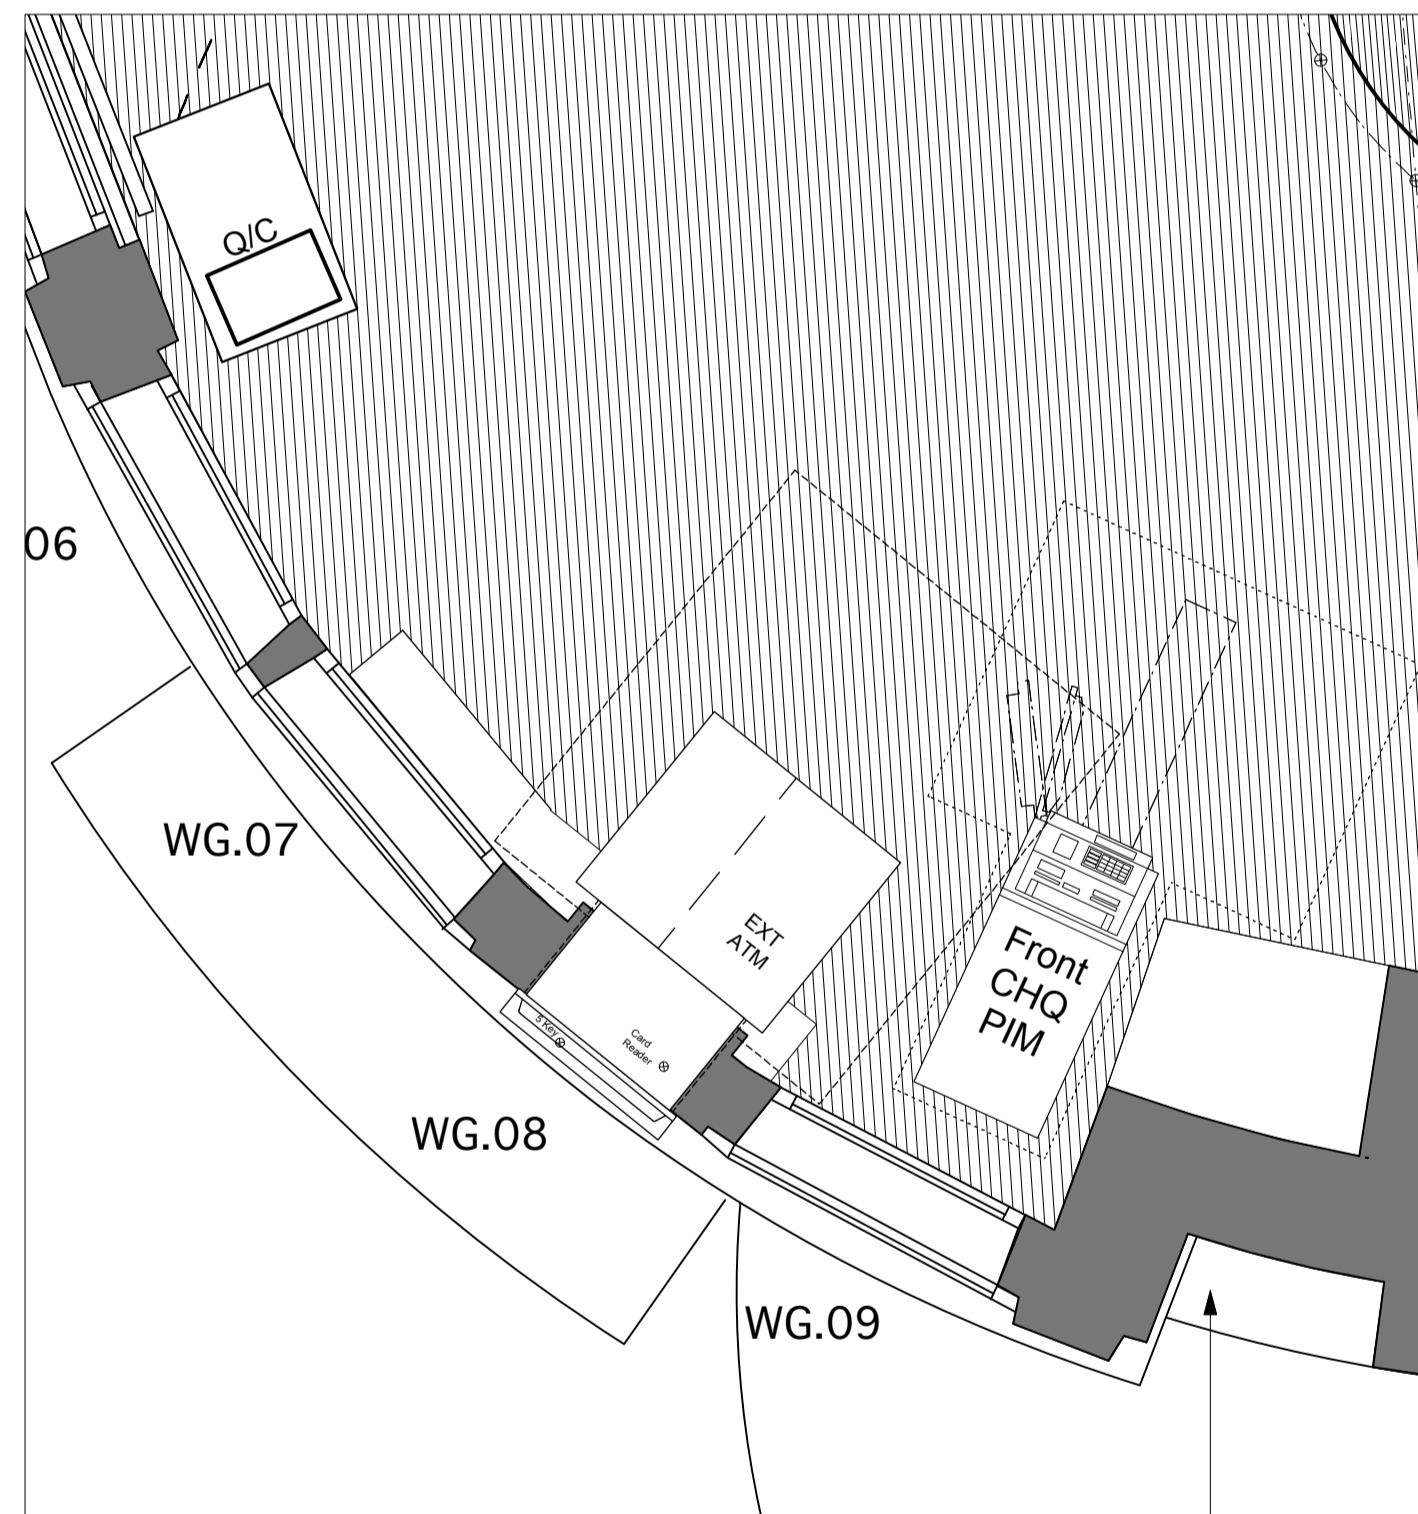 Q/C
06
WG.07
EXT
ATM
Front
CHQ
PIM
5 Key
Card
Reader
WG.08
WG.09